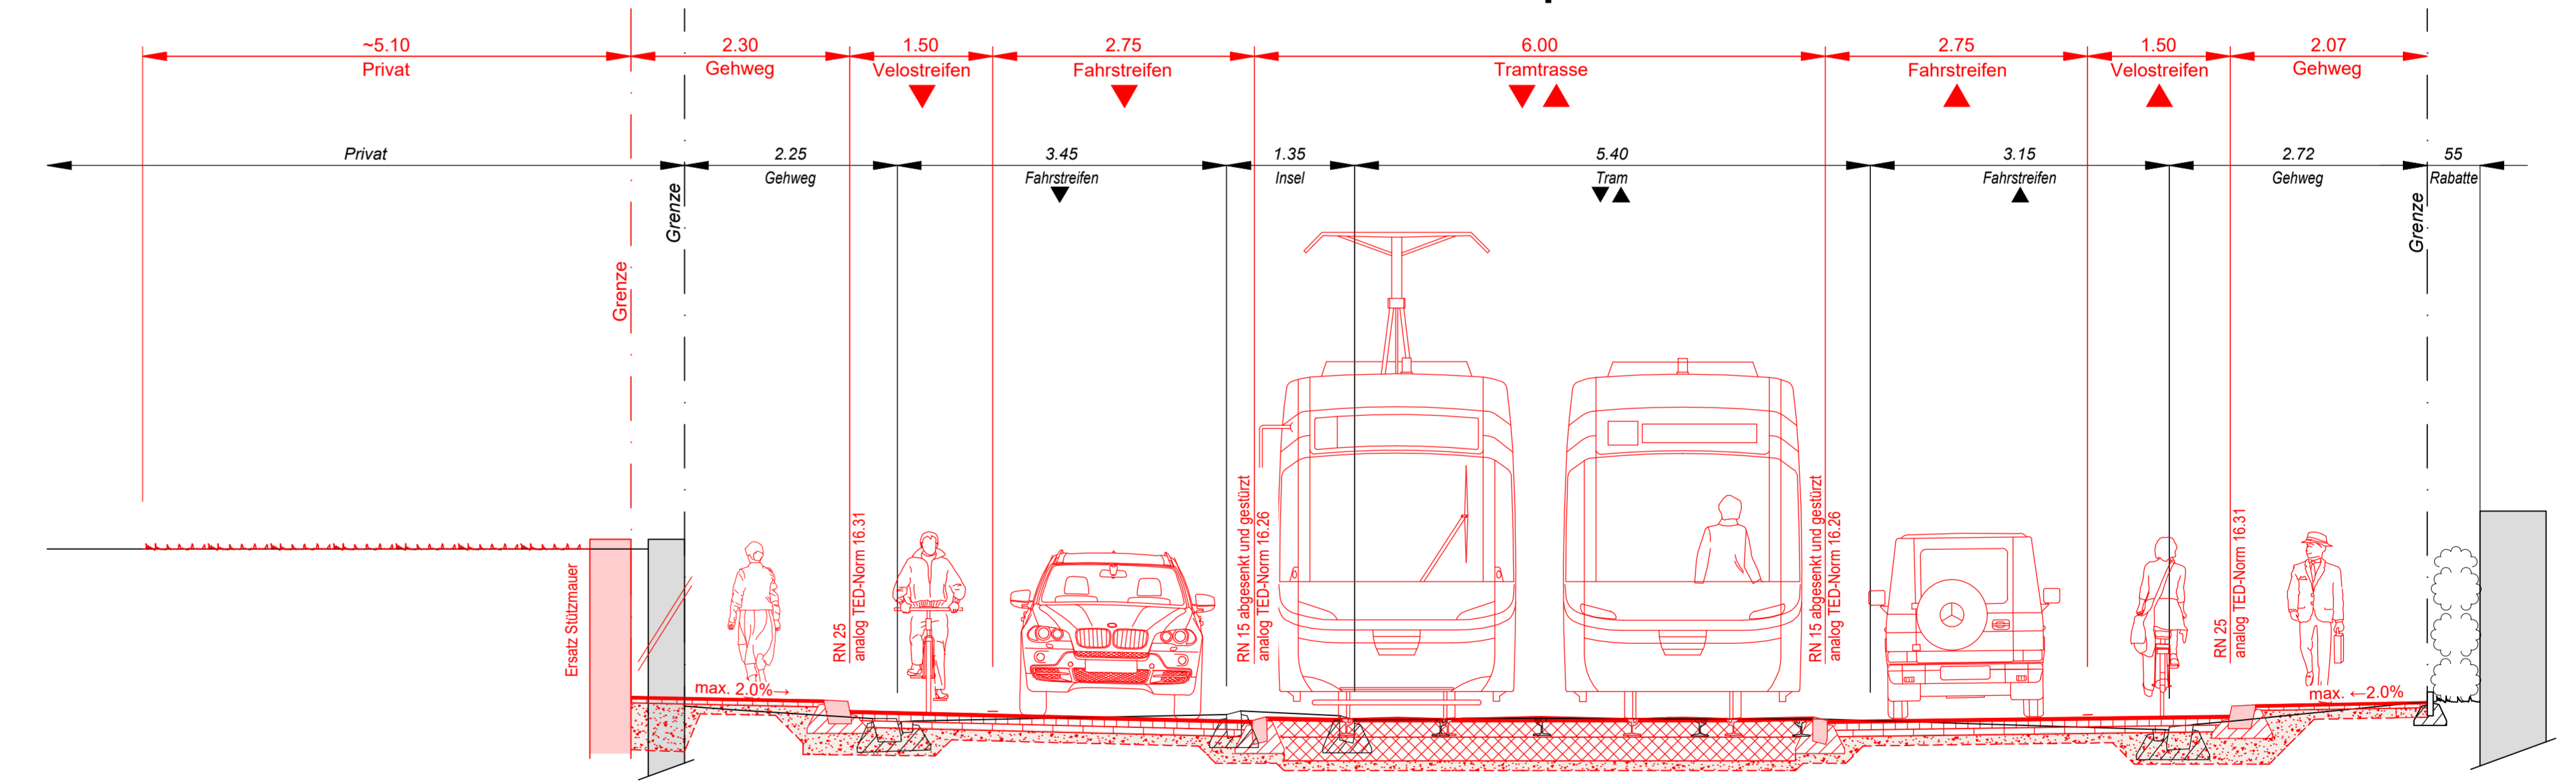 ~5.10 2.30 1.50 2.75 6.00 2.75 1.50 2.07
Privat Gehweg Velostreifen Fahrstreifen Tramtrasse Fahrstreifen Velostreifen Gehweg
Privat 2.25 3.45 1.35 5.40 3.15 2.72 55
Gehweg Fahrstreifen Insel Tram Fahrstreifen Gehweg Rabatte
Grenze
Grenze
Grenze
Ersatz Stützmauer
RN 25
analog TED-Norm 16.31
RN 15 abgesenkt und gestürzt
analog TED-Norm 16.26
RN 15 abgesenkt und gestürzt
analog TED-Norm 16.26
RN 25
analog TED-Norm 16.31
max. 2.0%→
max. ←2.0%